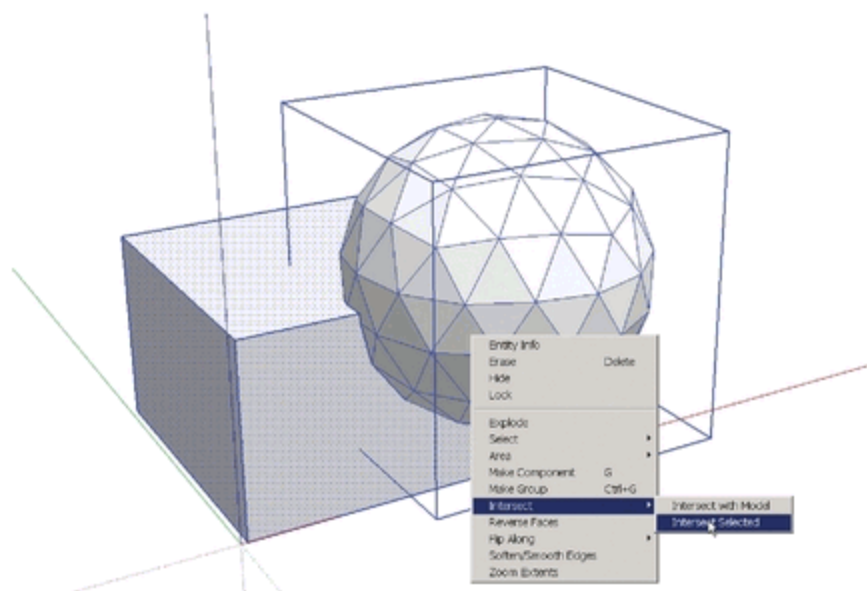 Entity Info
Erase Delete
Hide
Lock
Explode
Select
Area
Make Component G
Make Group Ctrl+G
Intersect
Intersect with Model
Reverse Faces
Intersect Selected
Flip Along
Soften/Smooth Edges
Zoom Extents